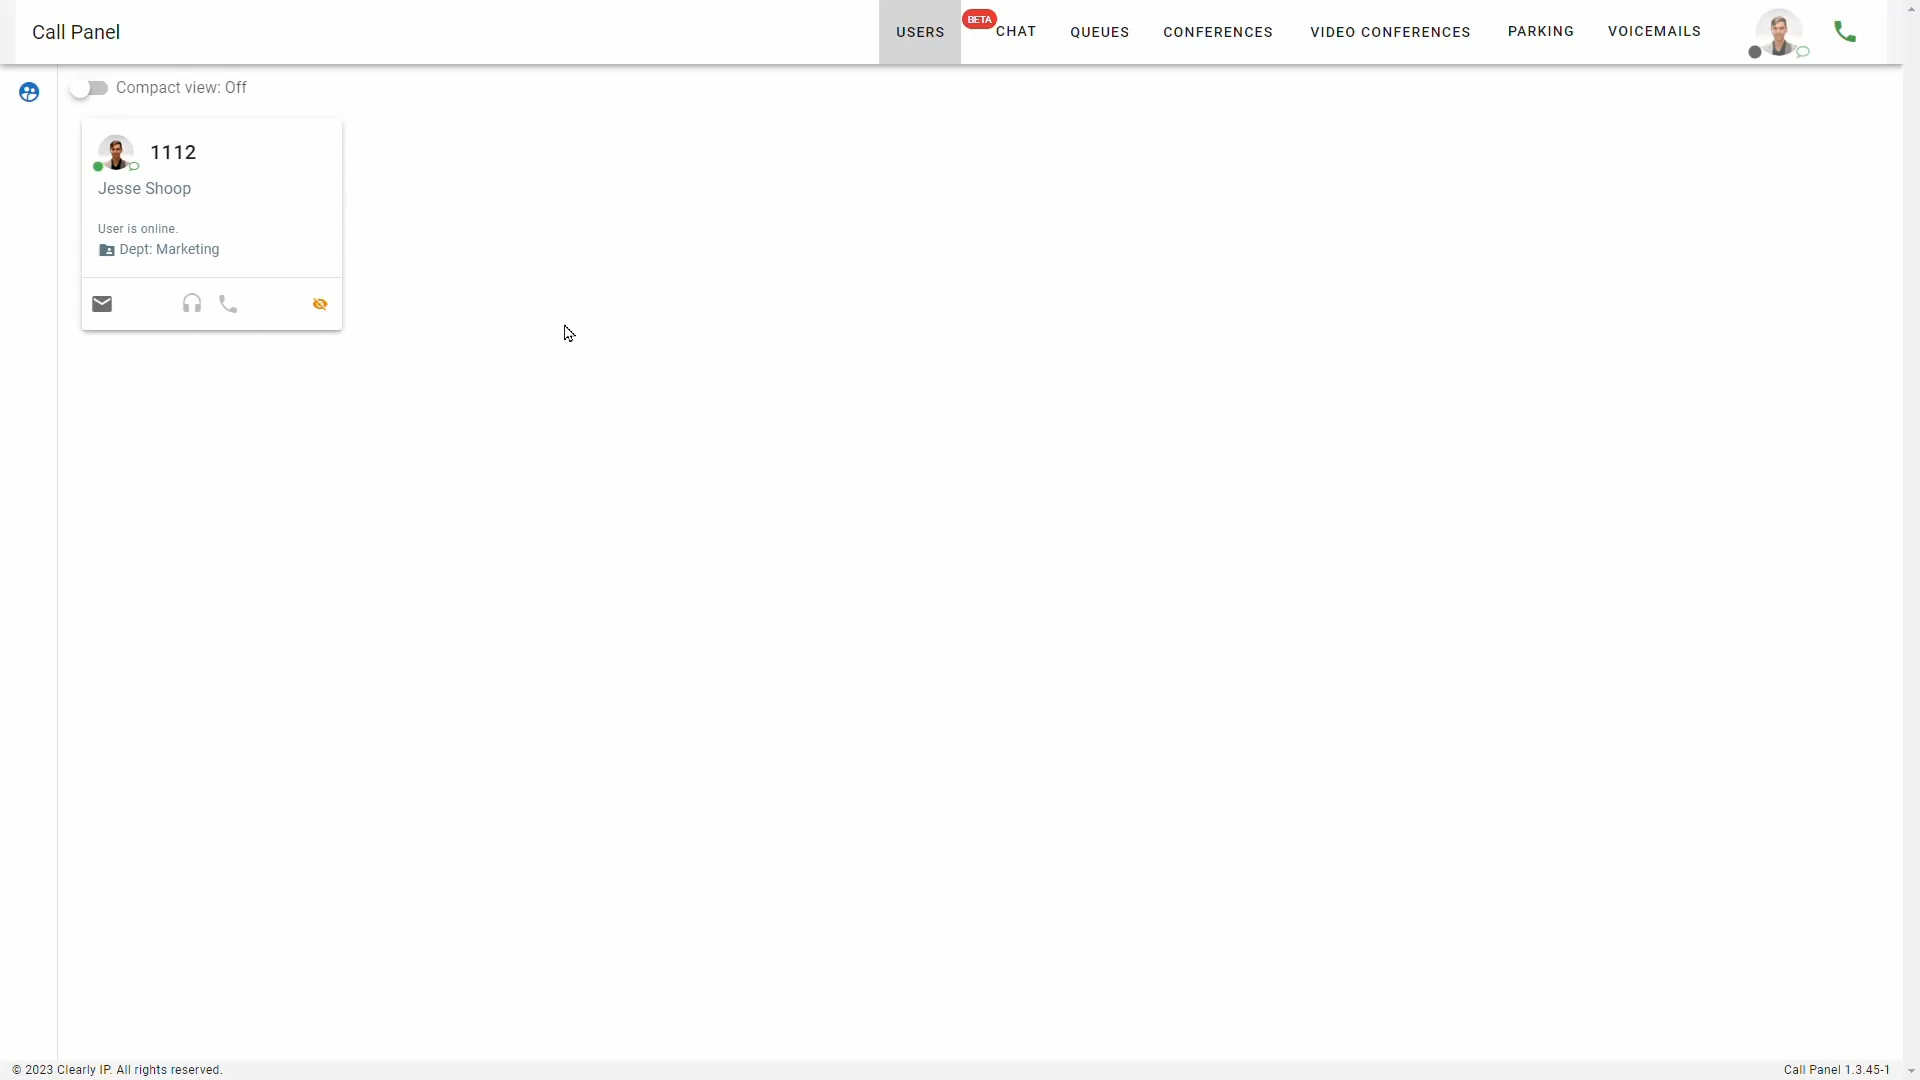 Call Panel
USERS
BETA
CHAT
QUEUES
CONFERENCES
VIDEO CONFERENCES
PARKING
VOICEMAILS
Compact view: Off
1112
Jesse Shoop
User is online.
Dept: Marketing
© 2023 Clearly IP. All rights reserved.
Call Panel 1.3.45-1